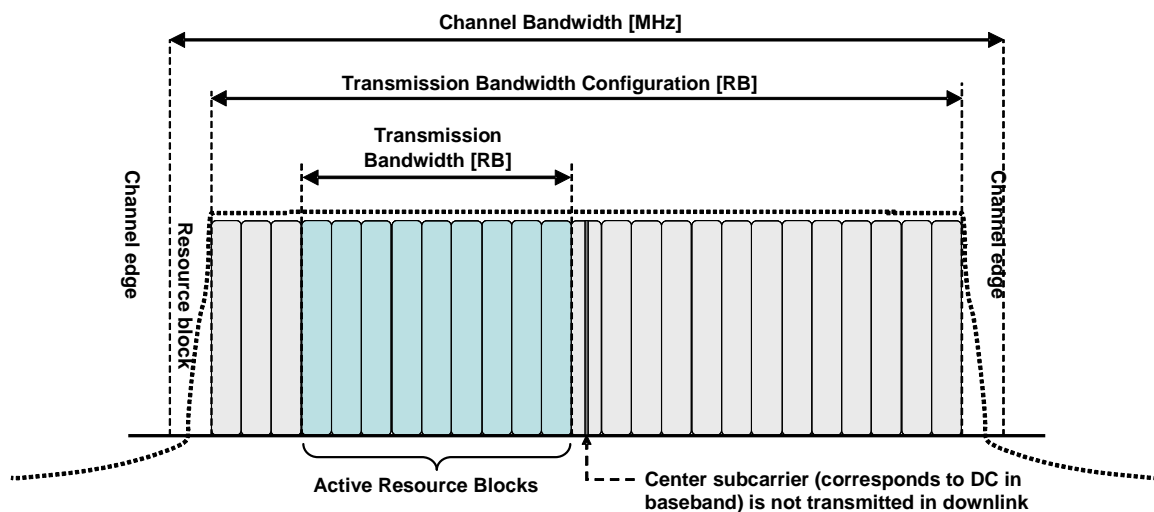 Channel Bandwidth [MHz]
Transmission Bandwidth Configuration [RB]
Transmission
Bandwidth [RB]
Channel edge
Resource block
Channel edge
Active Resource Blocks
Center subcarrier (corresponds to DC in
baseband) is not transmitted in downlink